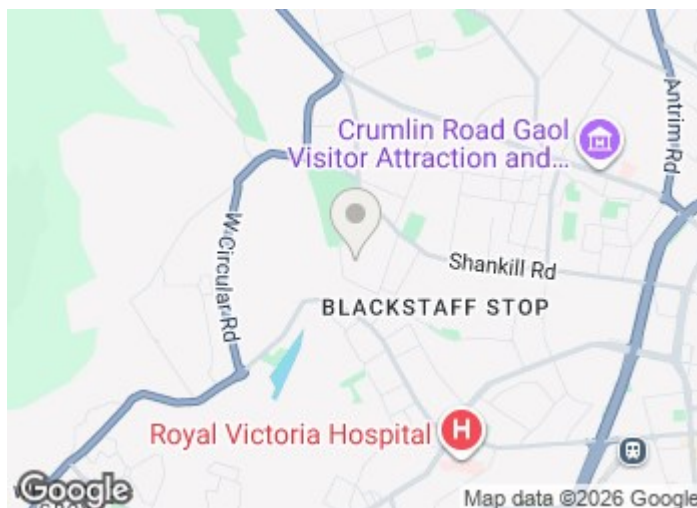 Crumlin Road Gaol
Visitor Attraction and...
Antrim Rd
W Circular Rd
Shankill Rd
BLACKSTAFF STOP
Royal Victoria Hospital
H
Google
Map data ©2026 Google